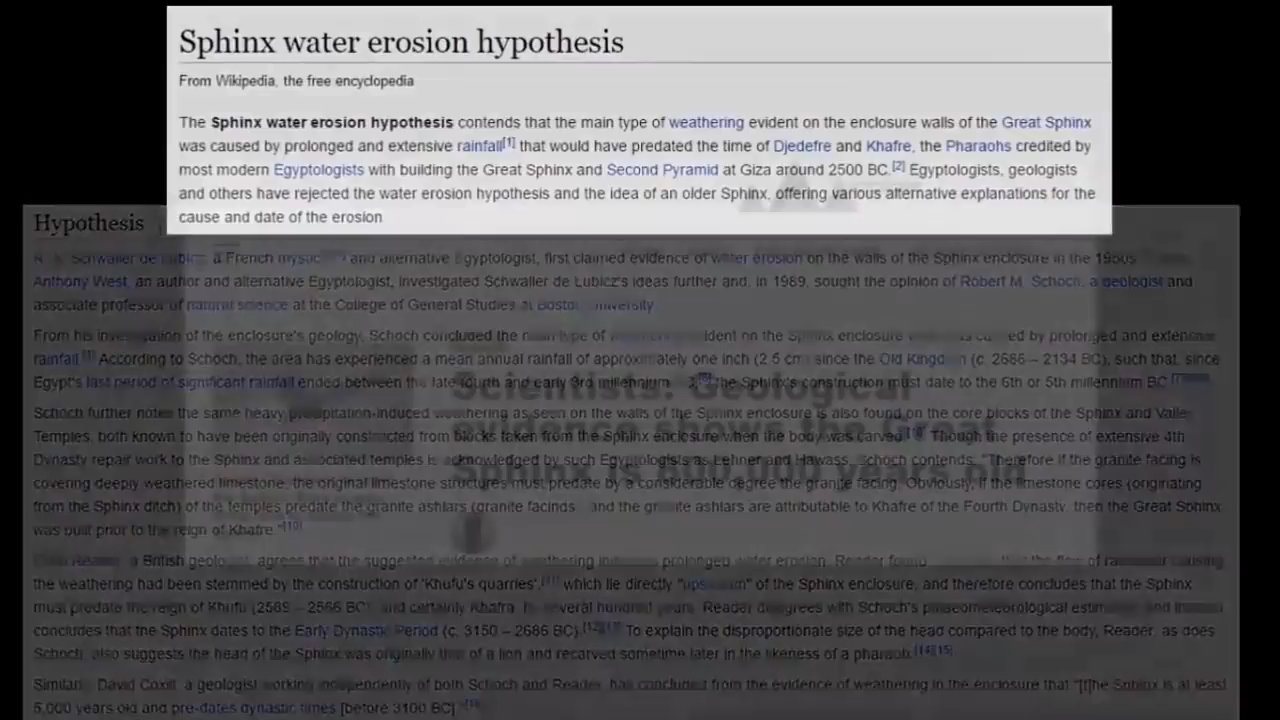 Sphinx water erosion hypothesis
From Wikipedia, the free encyclopedia
The Sphinx water erosion hypothesis contends that the main type of weathering evident on the enclosure walls of the Great Sphinx
was caused by prolonged and extensive rainfall[1] that would have predated the time of Djedefre and Khafre, the Pharaohs credited by
most modern Egyptologists with building the Great Sphinx and Second Pyramid at Giza around 2500 BC.[2] Egyptologists, geologists
and others have rejected the water erosion hypothesis and the idea of an older Sphinx, offering various alternative explanations for the
cause and date of the erosion
Hypothesis
Schwaller de Lubicz, a French mystic and alternative Egyptologist, first claimed evidence of water erosion on the walls of the Sphinx enclosure in the 1950s
Anthony West, an author and alternative Egyptologist, investigated Schwaller de Lubicz's ideas further and, in 1989, sought the opinion of Robert M. Schoch, a geologist and
associate professor of natural science at the College of General Studies at Boston University
From his investigation of the enclosure's geology, Schoch concluded the main type of weathering evident on the Sphinx enclosure was caused by prolonged and extensive
rainfall According to Schoch, the area has experienced a mean annual rainfall of approximately one inch (2.5 cm) since the Old Kingdom (c. 2686 – 2134 BC), such that, since
Egypt's last period of significant rainfall ended between the late fourth and early 3rd millennium the Sphinx's construction must date to the 6th or 5th millennium BC
Schoch further notes the same heavy precipitation-induced weathering as seen on the walls of the Sphinx enclosure is also found on the core blocks of the Sphinx and Valley
Temples, both known to have been originally constructed from blocks taken from the Sphinx enclosure when the body was carved Though the presence of extensive 4th
Dynasty repair work to the Sphinx and associated temples is acknowledged by such Egyptologists as Lehner and Hawass, Schoch contends: "Therefore if the granite facing is
covering deeply weathered limestone, the original limestone structures must predate by a considerable degree the granite facing. Obviously, if the limestone cores (originating
from the Sphinx ditch) of the temples predate the granite ashlars (granite facings and the granite ashlars are attributable to Khafre of the Fourth Dynasty, then the Great Sphinx
was built prior to the reign of Khafre."[10]
a British geologist, agrees that the suggested evidence of weathering indicates prolonged water erosion. Reader found that the flow of rainwater causing
the weathering had been stemmed by the construction of 'Khufu's quarries', which lie directly "upstream" of the Sphinx enclosure, and therefore concludes that the Sphinx
must predate the reign of Khufu (2589 – 2566 BC), and certainly Khafra, by several hundred years. Reader disagrees with Schoch's palaeometeorological estimates and instead
concludes that the Sphinx dates to the Early Dynastic Period (c. 3150 – 2686 BC).[12][13] To explain the disproportionate size of the head compared to the body, Reader, as does
Schoch, also suggests the head of the Sphinx was originally that of a lion and recarved sometime later in the likeness of a pharaoh.[14][15]
Similarly, David Coxill, a geologist working independently of both Schoch and Reader, has concluded from the evidence of weathering in the enclosure that "[t]he Sphinx is at least
5,000 years old and pre-dates dynastic times [before 3100 BC]."
Scientists: Geological
evidence shows the Great
Sphinx is 800,000 years old